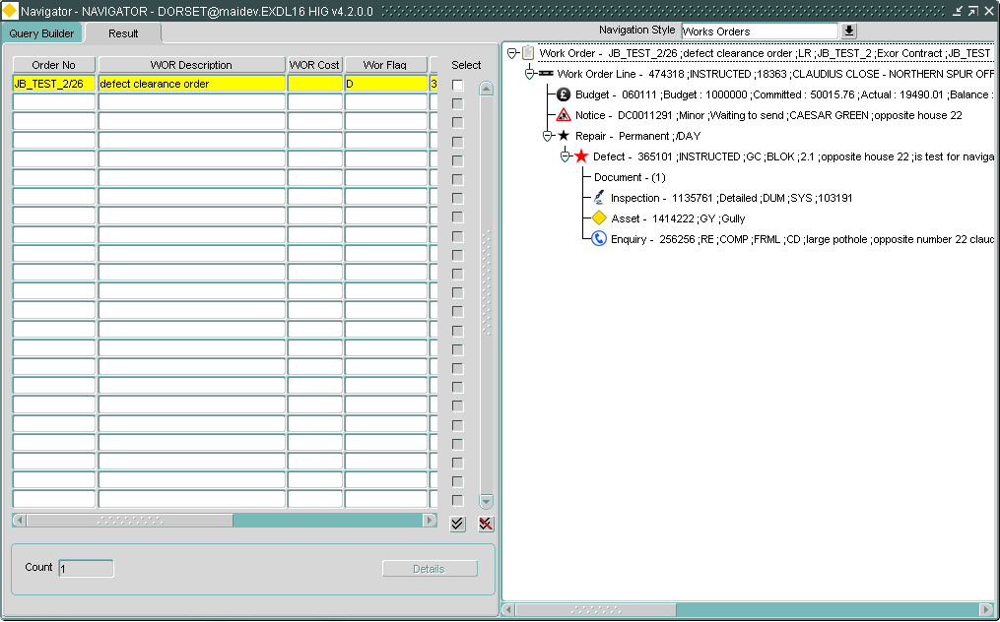 Navigator - NAVIGATOR - DORSET@maidev.EXDL16 HIG v4.2.0.0
Query Builder Result
Navigation Style Works Orders
Order No WOR Description WOR Cost Wor Flag Select
JB_TEST_2/26 defect clearance order D 3
Count 1 Details
Work Order - JB_TEST_2/26 ;defect clearance order ;LR ;JB_TEST_2 ;Exor Contract ;JB_TEST
Work Order Line - 474318 ;INSTRUCTED ;18363 ;CLAUDIUS CLOSE - NORTHERN SPUR OFF
Budget - 060111 ;Budget : 1000000 ;Committed : 50015.76 ;Actual : 19490.01 ;Balance :
Notice - DC0011291 ;Minor ;Waiting to send ;CAESAR GREEN ;opposite house 22
Repair - Permanent ;/DAY
Defect - 365101 ;INSTRUCTED ;GC ;BLOK ;2.1 ;opposite house 22 ;is test for naviga
Document - (1)
Inspection - 1135761 ;Detailed ;DUM ;SYS ;103191
Asset - 1414222 ;GY ;Gully
Enquiry - 256256 ;RE ;COMP ;FRML ;CD ;large pothole ;opposite number 22 claud